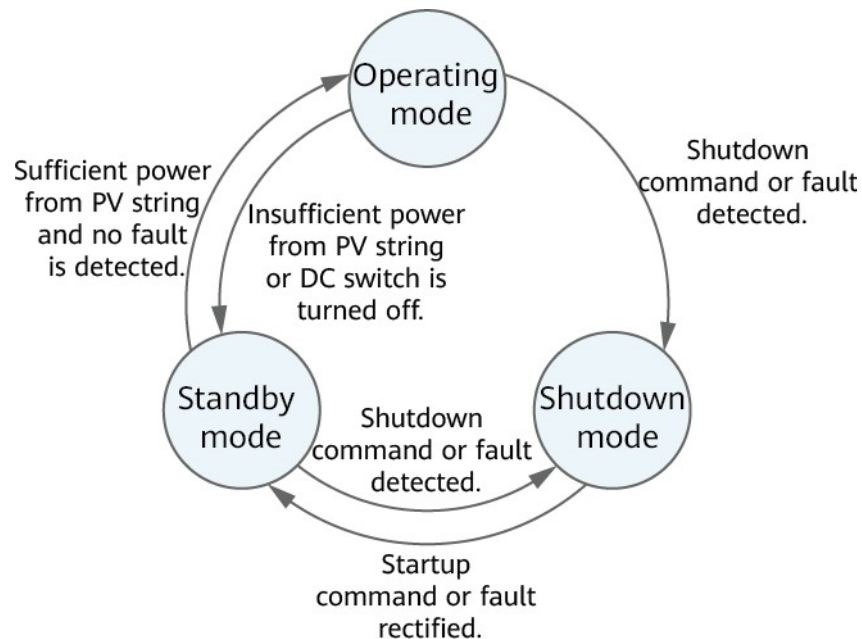 Operating
mode
Shutdown
command or fault
detected.
Sufficient power
from PV string
and no fault
is detected.
Insufficient power
from PV string
or DC switch is
turned off.
Standby
mode
Shutdown
command or fault
detected.
Shutdown
mode
Startup
command or fault
rectified.